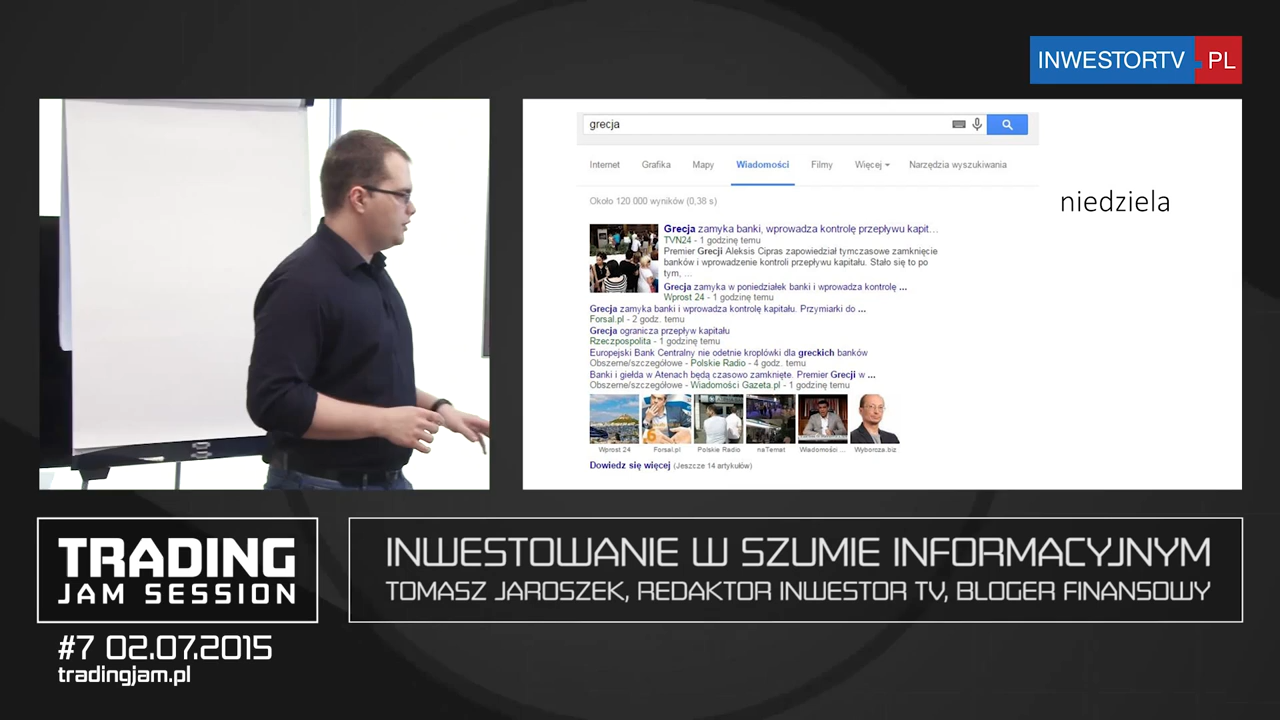 INWESTORTV.PL
grecja
Internet Grafika Mapy Wiadomości Filmy Więcej Narzędzia wyszukiwania
Około 120 000 wyników (0,38 s)
niedziela
Grecja zamyka banki, wprowadza kontrolę przepływu kapit...
TVN24 - 1 godzinę temu
Premier Grecji Aleksis Cipras zapowiedział tymczasowe zamknięcie
banków i wprowadzenie kontroli przepływu kapitału. Stało się to po
tym, ...
Grecja zamyka w poniedziałek banki i wprowadza kontrolę ...
Wprost 24 - 1 godzinę temu
Grecja zamyka banki i wprowadza kontrolę kapitału. Przymiarki do ...
Forsal.pl - 2 godz. temu
Grecja ogranicza przepływ kapitału
Rzeczpospolita - 1 godzinę temu
Europejski Bank Centralny nie odetnie kroplówki dla greckich banków
Obszerne/szczegółowe - Polskie Radio - 4 godz. temu
Banki i giełda w Atenach będą czasowo zamknięte. Premier Grecji w ...
Obszerne/szczegółowe - Wiadomości Gazeta.pl - 1 godzinę temu
Wprost 24 Forsal.pl Polskie Radio naTemat Wiadomości ... Wyborcza.biz
Dowiedz się więcej (Jeszcze 14 artykułów)
TRADING
JAM SESSION
INWESTOWANIE W SZUMIE INFORMACYJNYM
TOMASZ JAROSZEK, REDAKTOR INWESTOR TV, BLOGER FINANSOWY
#7 02.07.2015
tradingjam.pl